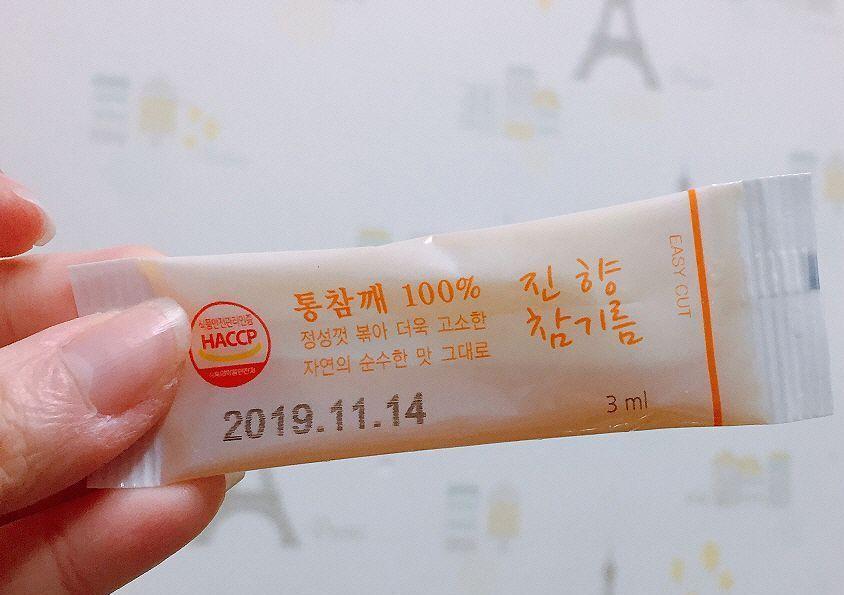 식품안전관리인증
HACCP
식품의약품안전처
통참깨 100%
정성껏 볶아 더욱 고소한
자연의 순수한 맛 그대로
진향
참기름
2019.11.14
3 ml
EASY CUT